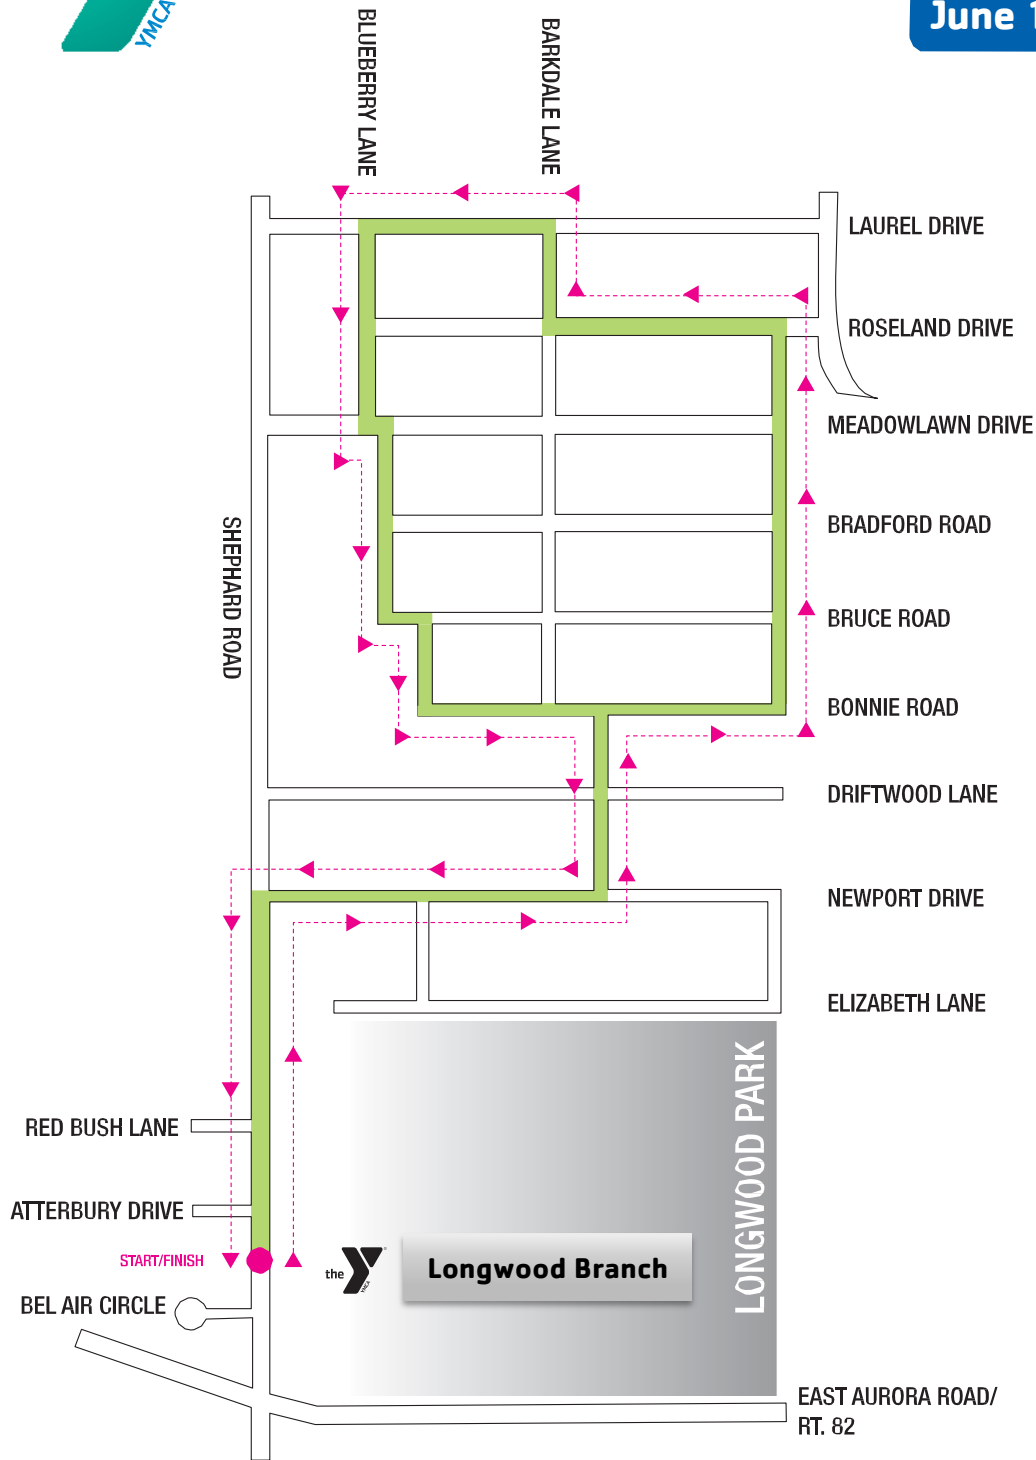 YMCA
June 1
BLUEBERRY LANE
BARKDALE LANE
LAUREL DRIVE
ROSELAND DRIVE
MEADOWLAWN DRIVE
BRADFORD ROAD
SHEPHARD ROAD
BRUCE ROAD
BONNIE ROAD
DRIFTWOOD LANE
NEWPORT DRIVE
ELIZABETH LANE
LONGWOOD PARK
RED BUSH LANE
ATTERBURY DRIVE
START/FINISH
the Y
YMCA
Longwood Branch
BEL AIR CIRCLE
EAST AURORA ROAD/
RT. 82